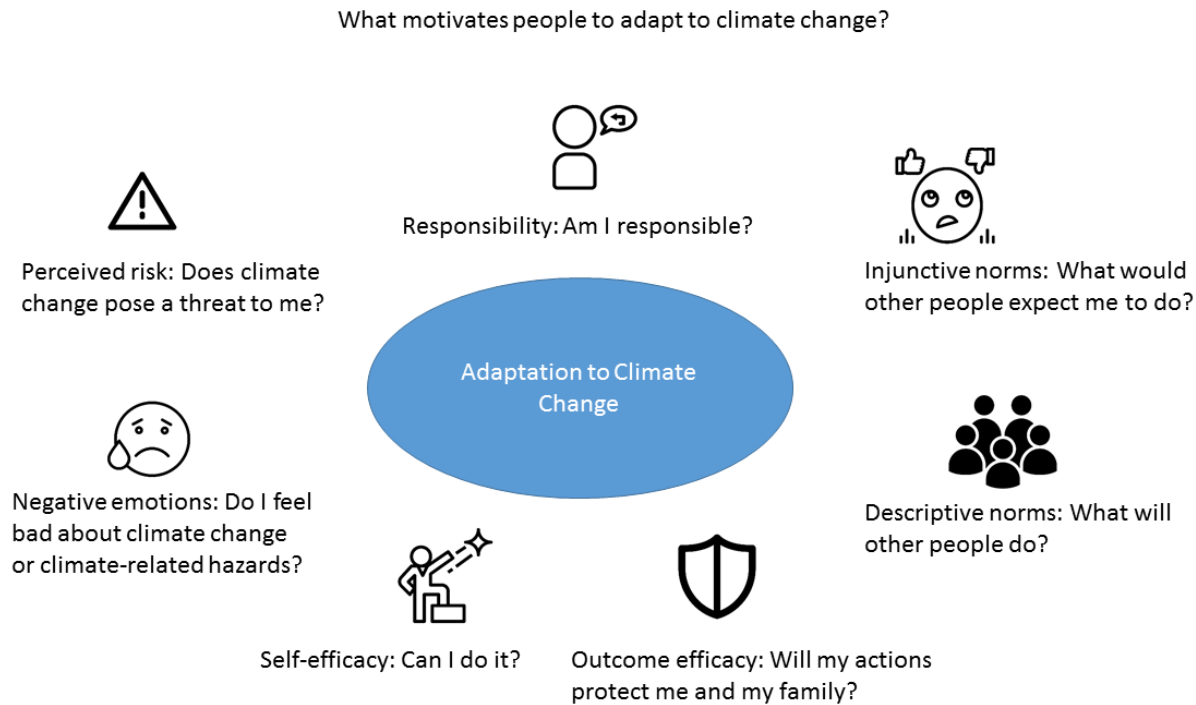 What motivates people to adapt to climate change?
Responsibility: Am I responsible?
Perceived risk: Does climate
change pose a threat to me?
Injunctive norms: What would
other people expect me to do?
Adaptation to Climate
Change
Negative emotions: Do I feel
bad about climate change
or climate-related hazards?
Descriptive norms: What will
other people do?
Self-efficacy: Can I do it?
Outcome efficacy: Will my actions
protect me and my family?